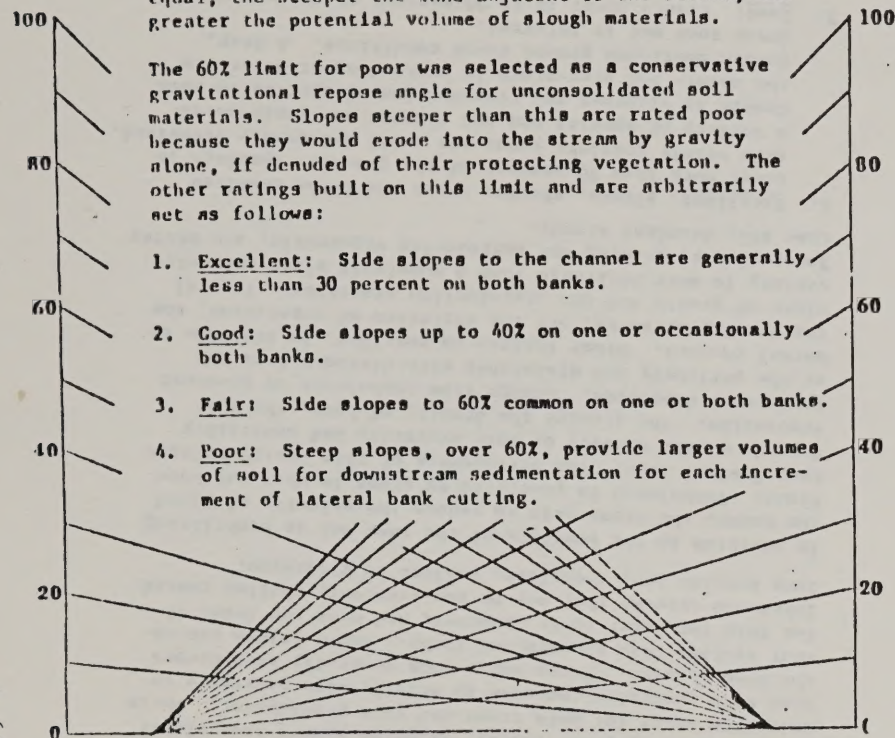 greater the potential volume of slough materials.
100 100
The 60% limit for poor was selected as a conservative
gravitational repose angle for unconsolidated soil
materials. Slopes steeper than this are rated poor
because they would erode into the stream by gravity
80 alone, if denuded of their protecting vegetation. The 80
other ratings built on this limit and are arbitrarily
set as follows:
1. Excellent: Side slopes to the channel are generally
less than 30 percent on both banks.
60 60
2. Good: Side slopes up to 40% on one or occasionally
both banks.
3. Fair: Side slopes to 60% common on one or both banks.
40 4. Poor: Steep slopes, over 60%, provide larger volumes 40
of soil for downstream sedimentation for each incre-
ment of lateral bank cutting.
20 20
0